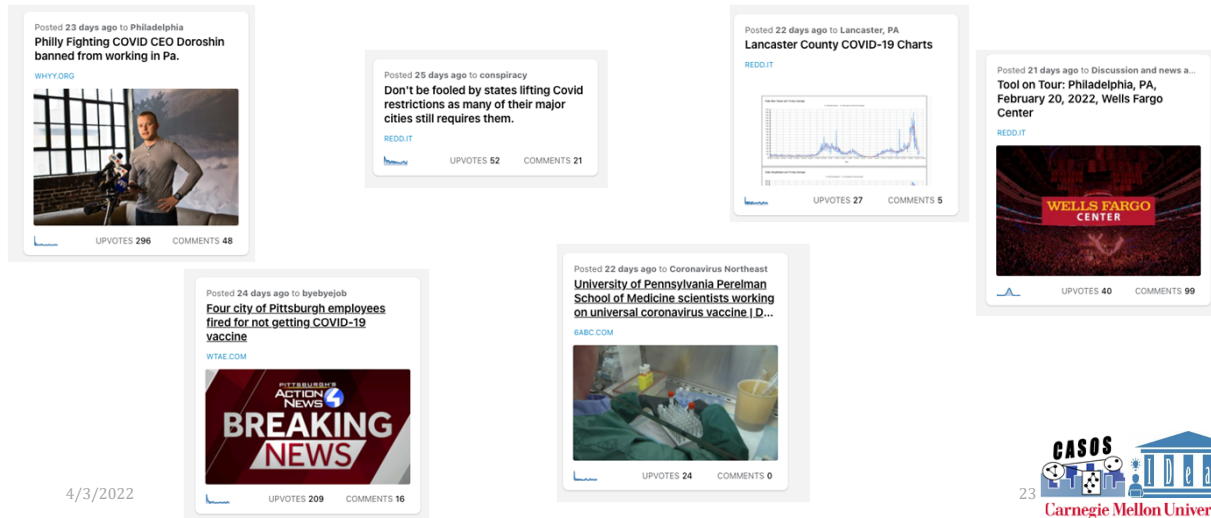 Posted 23 days ago to Philadelphia
Philly Fighting COVID CEO Doroshin
banned from working in Pa.
WHYY.ORG
UPVOTES 296 COMMENTS 48
Posted 25 days ago to conspiracy
Don't be fooled by states lifting Covid
restrictions as many of their major
cities still requires them.
REDD.IT
UPVOTES 52 COMMENTS 21
Posted 22 days ago to Lancaster, PA
Lancaster County COVID-19 Charts
REDD.IT
UPVOTES 27 COMMENTS 5
Posted 21 days ago to Discussion and news a...
Tool on Tour: Philadelphia, PA,
February 20, 2022, Wells Fargo
Center
REDD.IT
WELLS FARGO
CENTER
UPVOTES 40 COMMENTS 99
Posted 24 days ago to byebyejob
Four city of Pittsburgh employees
fired for not getting COVID-19
vaccine
WTAE.COM
PITTSBURGH'S
ACTION
NEWS 4
BREAKING
NEWS
UPVOTES 209 COMMENTS 16
Posted 22 days ago to Coronavirus Northeast
University of Pennsylvania Perelman
School of Medicine scientists working
on universal coronavirus vaccine | D...
6ABC.COM
UPVOTES 24 COMMENTS 0
4/3/2022
23
CASOS
IDea
Carnegie Mellon Univer